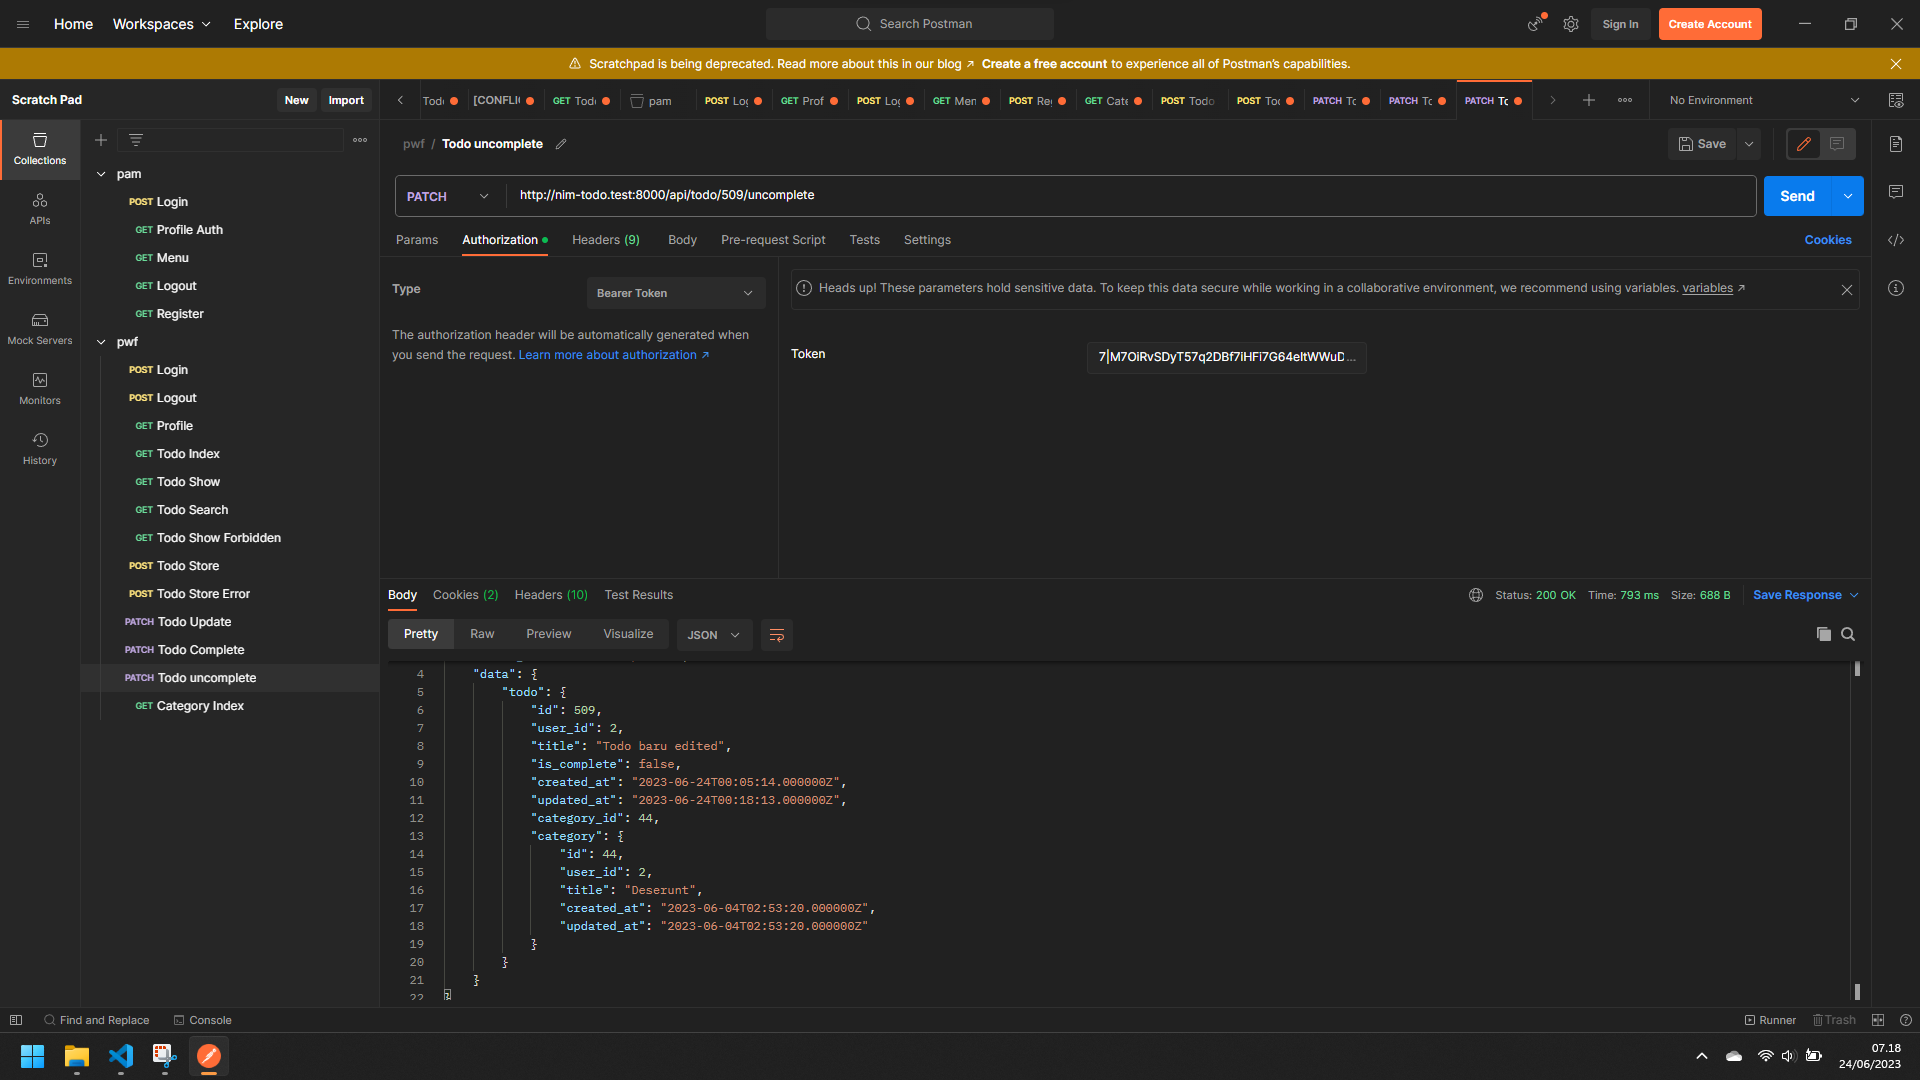 Home Workspaces Explore Search Postman Sign In Create Account
Scratchpad is being deprecated. Read more about this in our blog ↗ Create a free account to experience all of Postman's capabilities.
Scratch Pad New Import
[CONFLI GET pam POST GET Prof POST GET POST GET POST Todo POST PATCH PATCH PATCH No Environment
Collections
APIs
Environments
Mock Servers
Monitors
History
pam
POST Login
GET Profile Auth
GET Menu
GET Logout
GET Register
pwf
POST Login
POST Logout
GET Profile
GET Todo Index
GET Todo Show
GET Todo Search
GET Todo Show Forbidden
POST Todo Store
POST Todo Store Error
PATCH Todo Update
PATCH Todo Complete
PATCH Todo uncomplete
GET Category Index
pwf / Todo uncomplete Save
PATCH http://nim-todo.test:8000/api/todo/509/uncomplete Send
Params Authorization Headers (9) Body Pre-request Script Tests Settings Cookies
Type Bearer Token
The authorization header will be automatically generated when
you send the request. Learn more about authorization ↗
Heads up! These parameters hold sensitive data. To keep this data secure while working in a collaborative environment, we recommend using variables. variables ↗
Token 7|M7OiRvSDyT57q2DBf7iHFi7G64eItWWuD...
Body Cookies (2) Headers (10) Test Results Status: 200 OK Time: 793 ms Size: 688 B Save Response
Pretty Raw Preview Visualize JSON
4 "data": {
5 "todo": {
6 "id": 509,
7 "user_id": 2,
8 "title": "Todo baru edited",
9 "is_complete": false,
10 "created_at": "2023-06-24T00:05:14.000000Z",
11 "updated_at": "2023-06-24T00:18:13.000000Z",
12 "category_id": 44,
13 "category": {
14 "id": 44,
15 "user_id": 2,
16 "title": "Deserunt",
17 "created_at": "2023-06-04T02:53:20.000000Z",
18 "updated_at": "2023-06-04T02:53:20.000000Z"
19 }
20 }
21 }
22 }
Find and Replace Console Runner Trash
07.18
24/06/2023